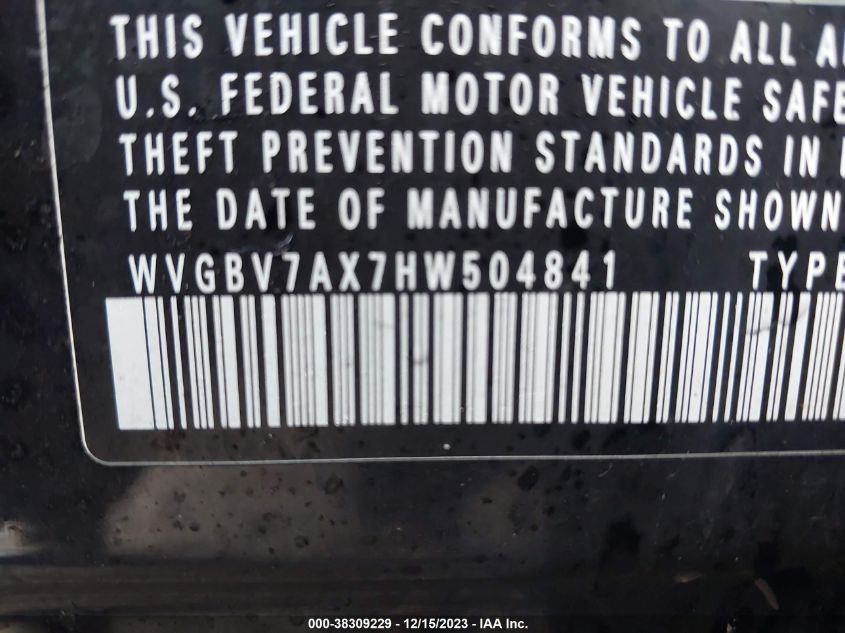 THIS VEHICLE CONFORMS TO ALL
U.S. FEDERAL MOTOR VEHICLE
THEFT PREVENTION STANDARDS IN
THE DATE OF MANUFACTURE SHOWN
WVGBV7AX7HW504841 TYPE
000-38309229 - 12/15/2023 - IAA Inc.